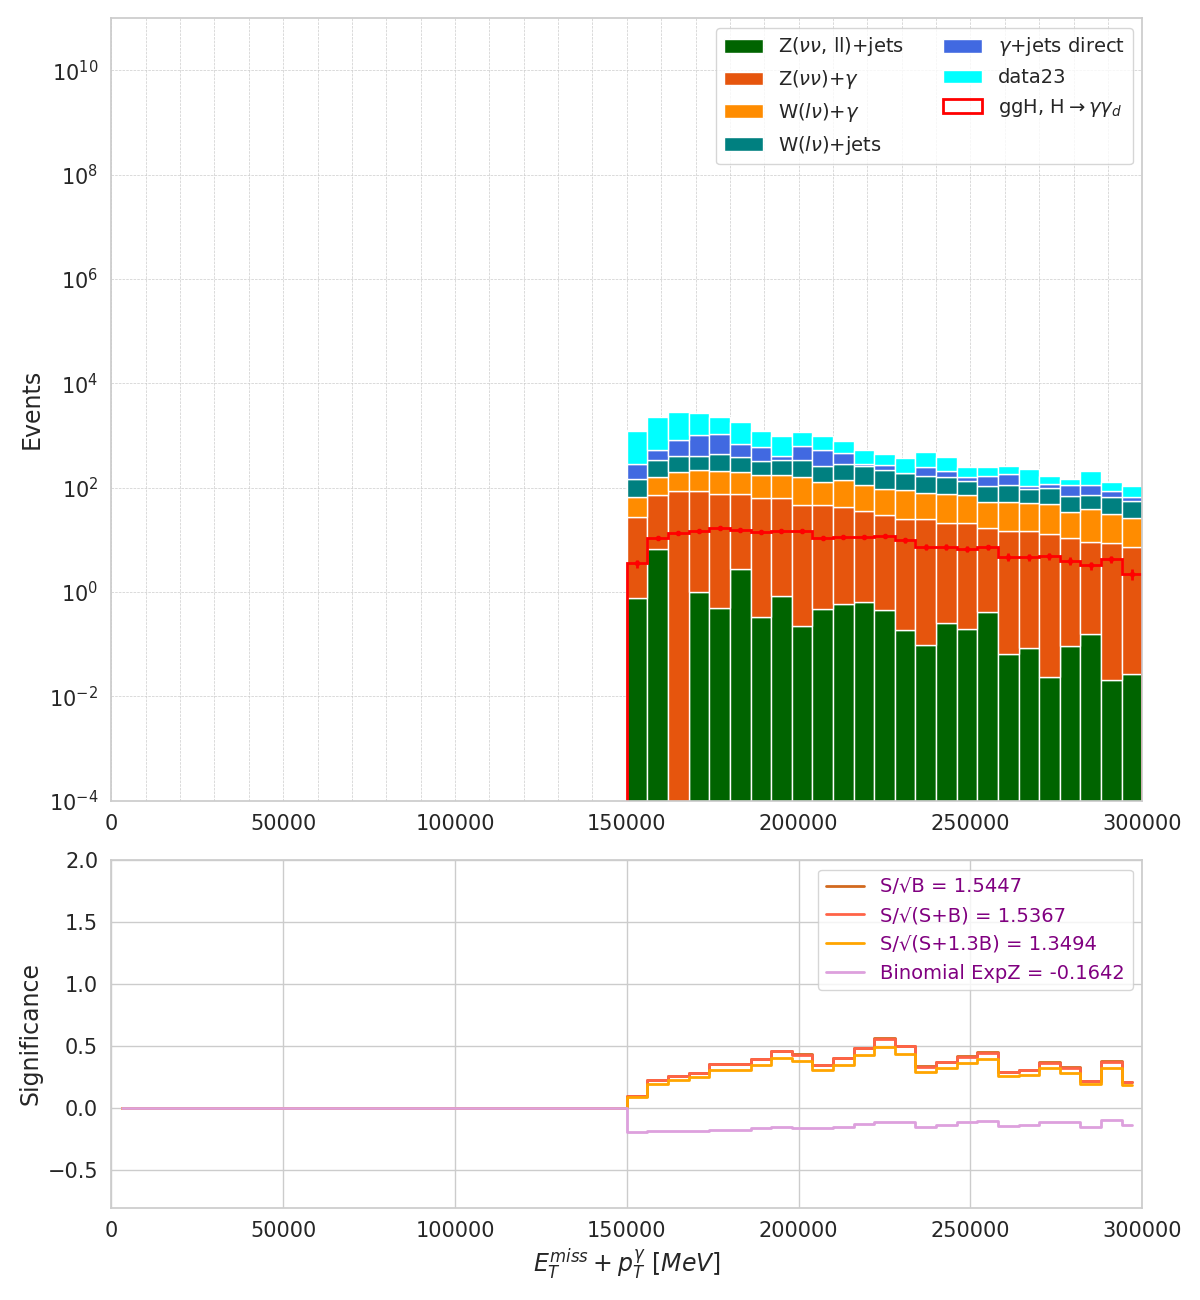 Z(νν, ll)+jets
Z(νν)+γ
W(lν)+γ
W(lν)+jets
γ+jets direct
data23
ggH, H→γγ_d
Events
10^10
10^8
10^6
10^4
10^2
10^0
10^−2
10^−4
0 50000 100000 150000 200000 250000 300000
S/√B = 1.5447
S/√(S+B) = 1.5367
S/√(S+1.3B) = 1.3494
Binomial ExpZ = -0.1642
Significance
2.0
1.5
1.0
0.5
0.0
−0.5
0 50000 100000 150000 200000 250000 300000
E_T^miss + p_T^γ [MeV]